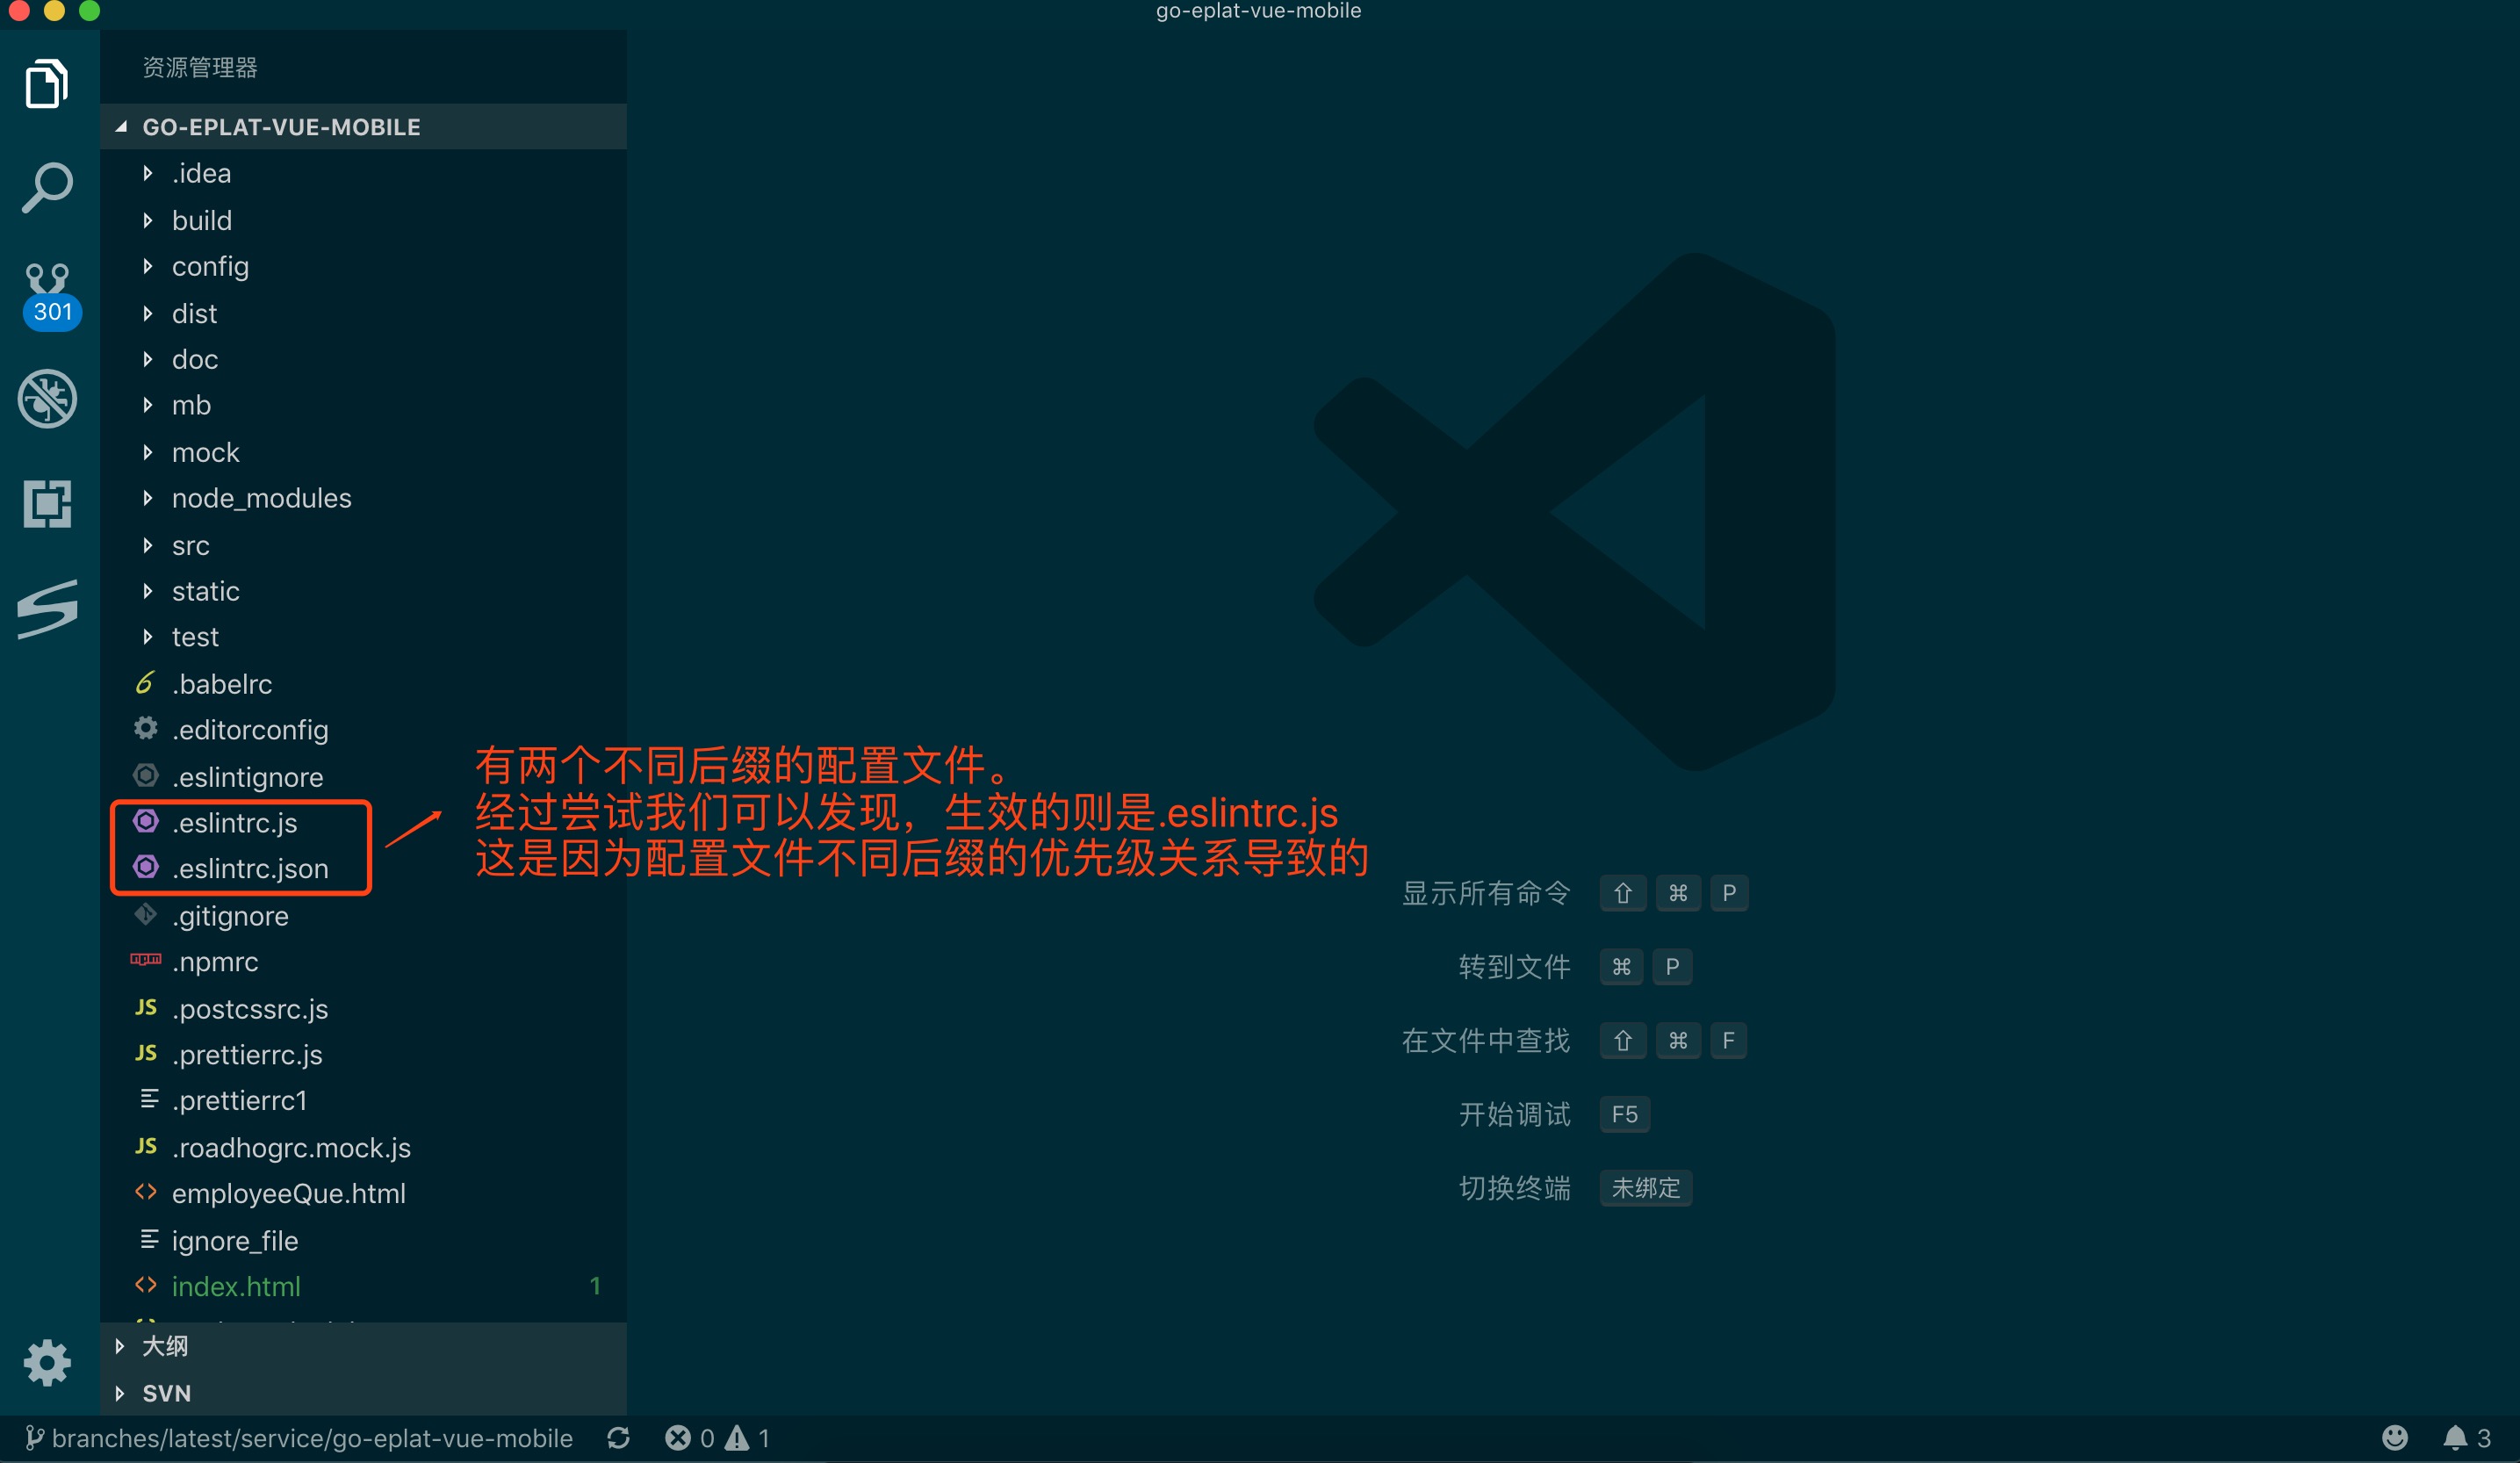 go-eplat-vue-mobile
资源管理器
GO-EPLAT-VUE-MOBILE
.idea
build
config
301
dist
doc
mb
mock
node_modules
src
static
test
.babelrc
.editorconfig
.eslintignore
.eslintrc.js
.eslintrc.json
.gitignore
npm
.npmrc
JS .postcssrc.js
JS .prettierrc.js
.prettierrc1
JS .roadhogrc.mock.js
employeeQue.html
ignore_file
index.html 1
大纲
SVN
有两个不同后缀的配置文件。
经过尝试我们可以发现，生效的则是.eslintrc.js
这是因为配置文件不同后缀的优先级关系导致的
显示所有命令 ⇧ ⌘ P
转到文件 ⌘ P
在文件中查找 ⇧ ⌘ F
开始调试 F5
切换终端 未绑定
branches/latest/service/go-eplat-vue-mobile 0 1 3